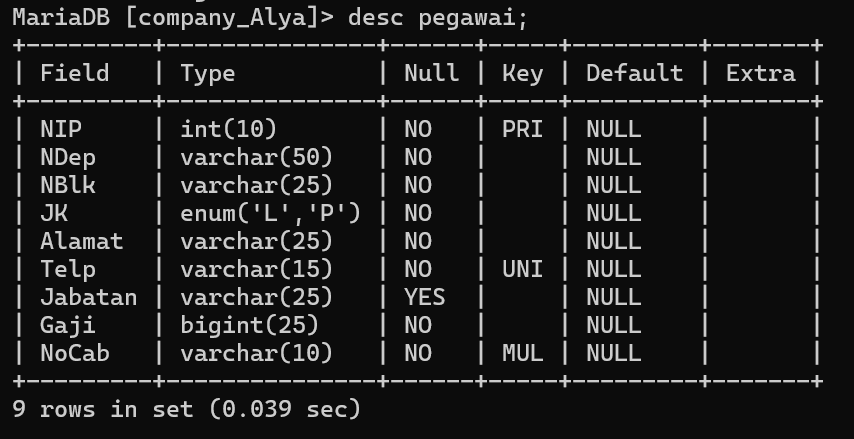 MariaDB [company_Alya]> desc pegawai;
+---------+---------------+------+-----+---------+-------+
| Field   | Type          | Null | Key | Default | Extra |
+---------+---------------+------+-----+---------+-------+
| NIP     | int(10)       | NO   | PRI | NULL    |       |
| NDep    | varchar(50)   | NO   |     | NULL    |       |
| NBlk    | varchar(25)   | NO   |     | NULL    |       |
| JK      | enum('L','P') | NO   |     | NULL    |       |
| Alamat  | varchar(25)   | NO   |     | NULL    |       |
| Telp    | varchar(15)   | NO   | UNI | NULL    |       |
| Jabatan | varchar(25)   | YES  |     | NULL    |       |
| Gaji    | bigint(25)    | NO   |     | NULL    |       |
| NoCab   | varchar(10)   | NO   | MUL | NULL    |       |
+---------+---------------+------+-----+---------+-------+
9 rows in set (0.039 sec)